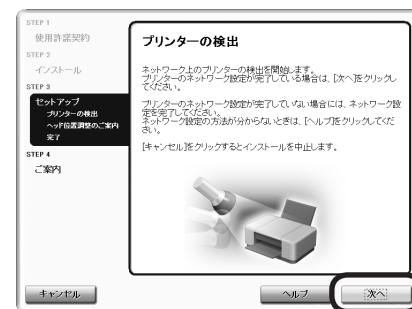 STEP 1
使用許諾契約
STEP 2
インストール
STEP 3
セットアップ
プリンターの検出
ヘッド位置調整のご案内
完了
STEP 4
ご案内
プリンターの検出
ネットワーク上のプリンターの検出を開始します。
プリンターのネットワーク設定が完了している場合は、[次へ]をクリックし
てください。
プリンターのネットワーク設定が完了していない場合には、ネットワーク設
定を完了してください。
ネットワーク設定の方法が分からないときは、[ヘルプ]をクリックしてくだ
さい。
[キャンセル]をクリックするとインストールを中止します。
キャンセル
ヘルプ
次へ